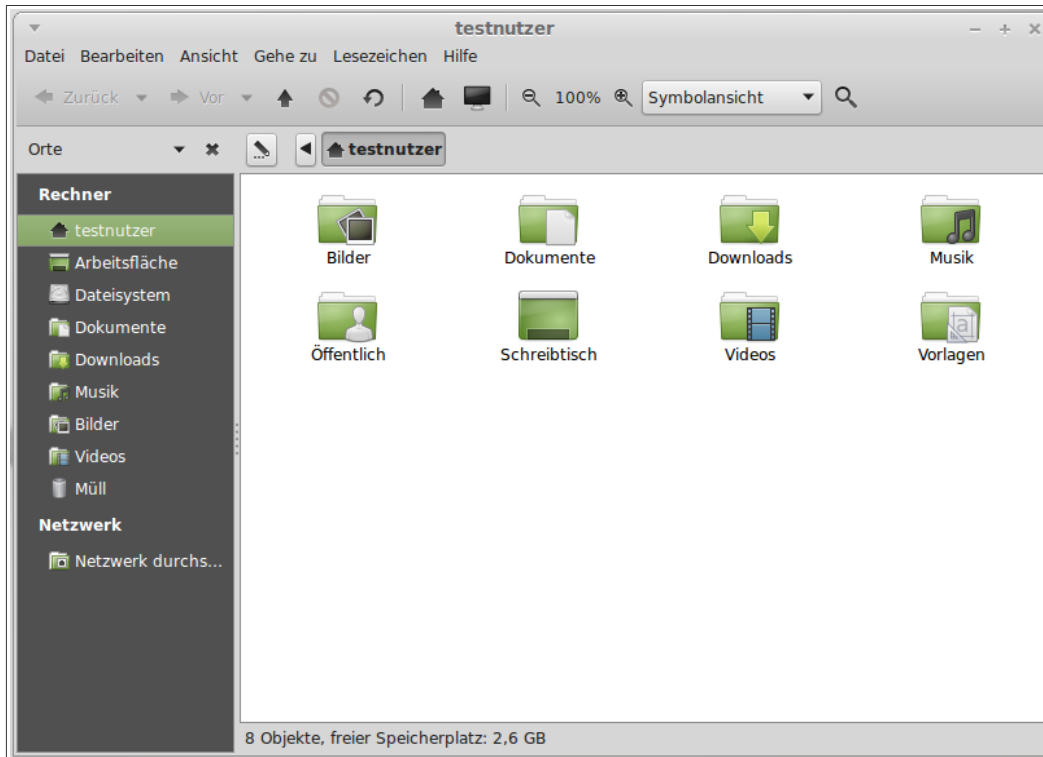 testnutzer
Datei Bearbeiten Ansicht Gehe zu Lesezeichen Hilfe
Zurück Vor 100% Symbolansicht
Orte testnutzer
Rechner
testnutzer
Arbeitsfläche
Dateisystem
Dokumente
Downloads
Musik
Bilder
Videos
Müll
Netzwerk
Netzwerk durchs...
Bilder Dokumente Downloads Musik
Öffentlich Schreibtisch Videos Vorlagen
8 Objekte, freier Speicherplatz: 2,6 GB